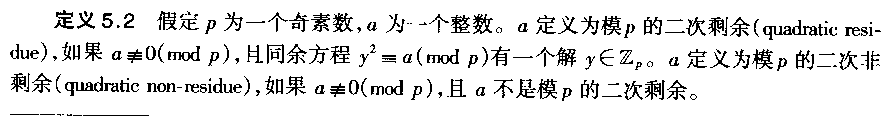 定义5.2 假定 p 为一个奇素数,a 为一个整数。a 定义为模 p 的二次剩余(quadratic resi-
due),如果 a≢0(mod p),且同余方程 y²≡a(mod p)有一个解 y∈ℤₚ。a 定义为模 p 的二次非
剩余(quadratic non-residue),如果 a≢0(mod p),且 a 不是模 p 的二次剩余。